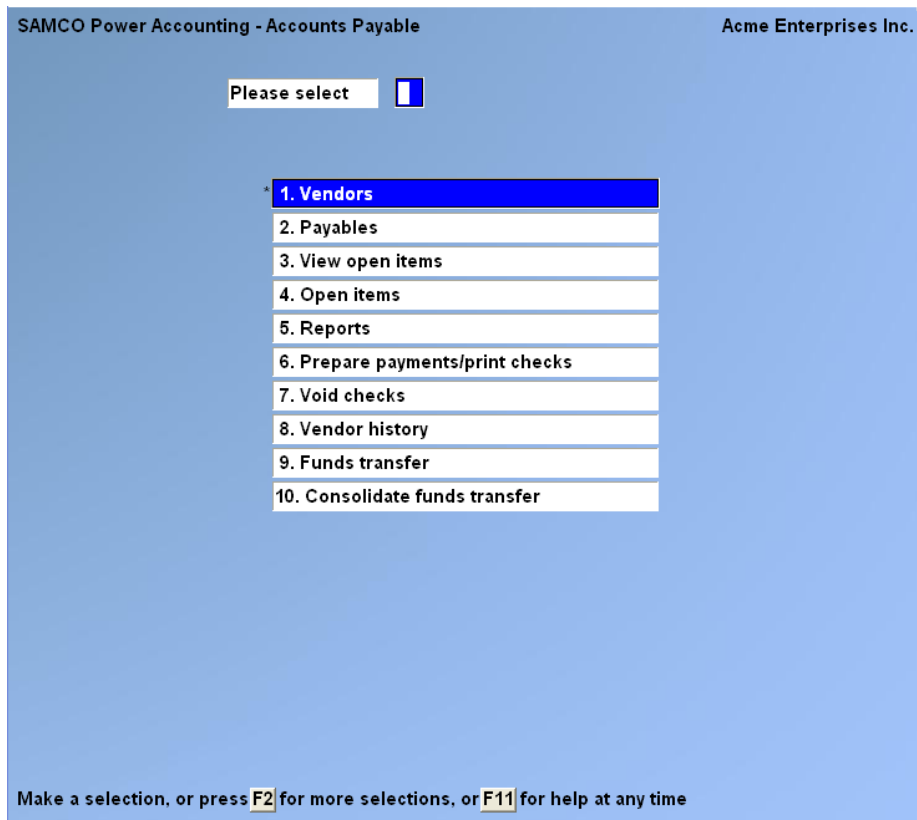 SAMCO Power Accounting - Accounts Payable Acme Enterprises Inc.
Please select
* 1. Vendors
2. Payables
3. View open items
4. Open items
5. Reports
6. Prepare payments/print checks
7. Void checks
8. Vendor history
9. Funds transfer
10. Consolidate funds transfer
Make a selection, or press F2 for more selections, or F11 for help at any time